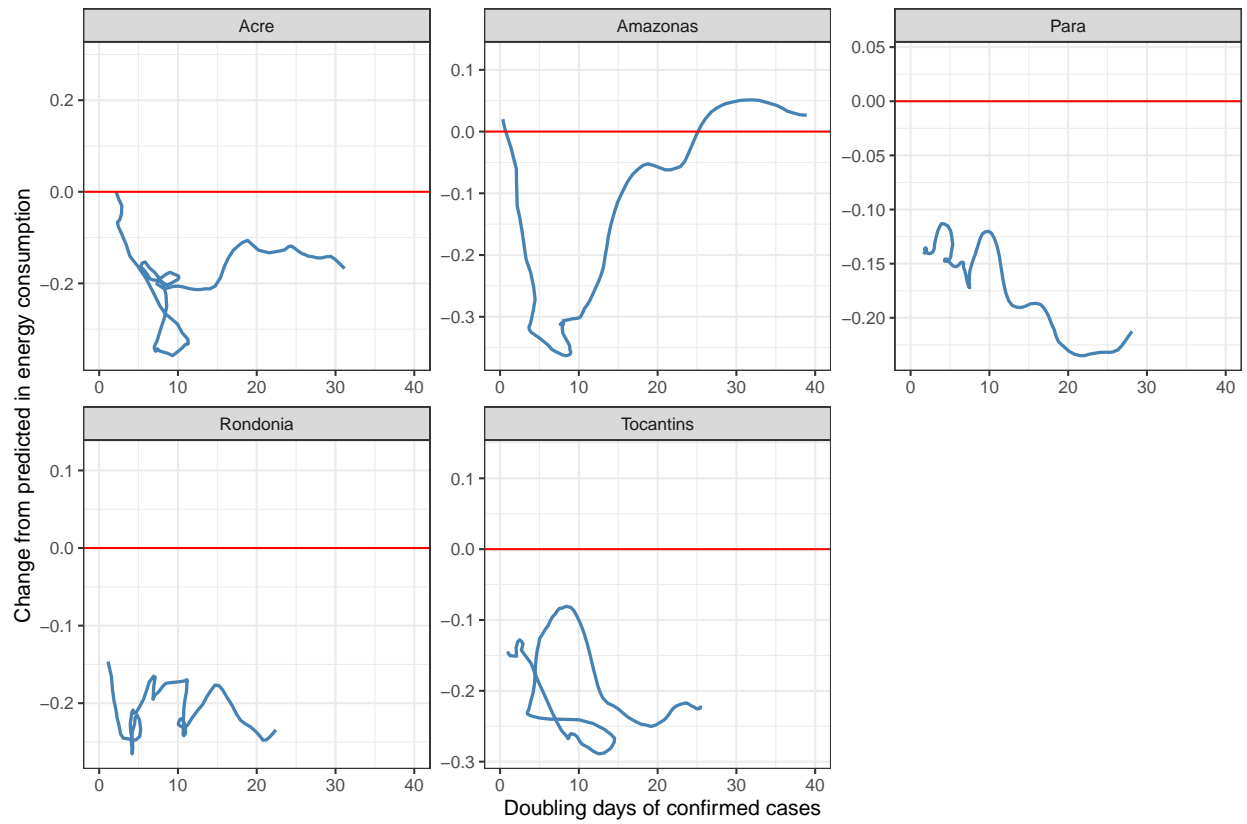 Acre
Amazonas
Para
0.2
0.0
−0.2
0.1
0.0
−0.1
−0.2
−0.3
0.05
0.00
−0.05
−0.10
−0.15
−0.20
0 10 20 30 40
0 10 20 30 40
0 10 20 30 40
Rondonia
Tocantins
0.1
0.0
−0.1
−0.2
0.1
0.0
−0.1
−0.2
−0.3
0 10 20 30 40
0 10 20 30 40
Change from predicted in energy consumption
Doubling days of confirmed cases